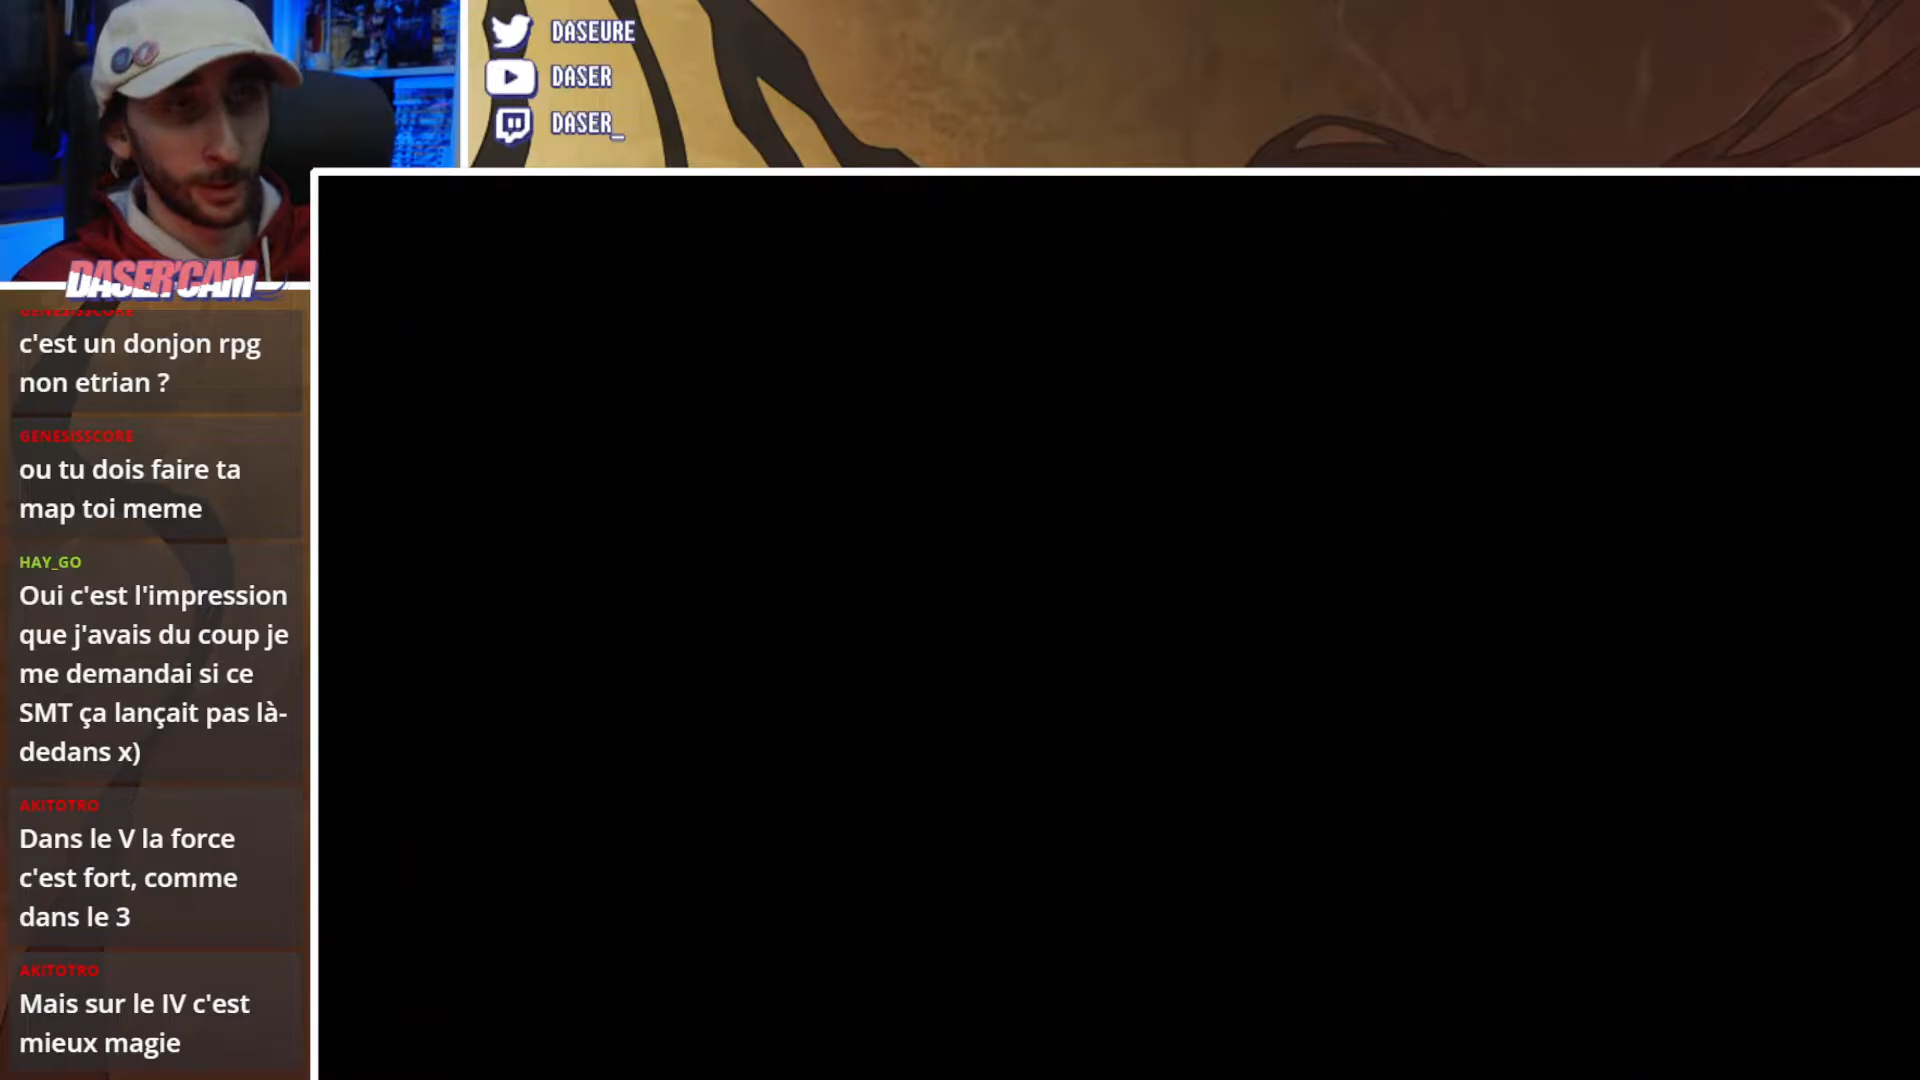 DASEURE
DASER
DASER_
DASER'CAM
GENESISSCORE
c'est un donjon rpg
non etrian ?
GENESISSCORE
ou tu dois faire ta
map toi meme
HAY_GO
Oui c'est l'impression
que j'avais du coup je
me demandai si ce
SMT ça lançait pas là-
dedans x)
AKITOTRO
Dans le V la force
c'est fort, comme
dans le 3
AKITOTRO
Mais sur le IV c'est
mieux magie